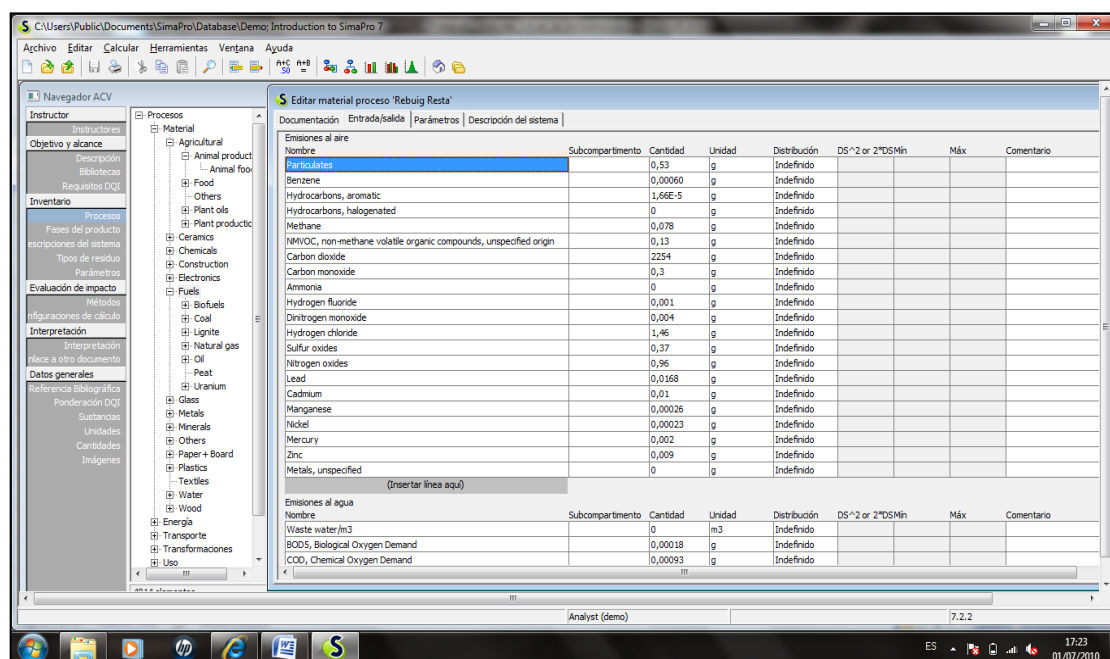 C:\Users\Public\Documents\SimaPro\Database\Demo; Introduction to SimaPro 7
Archivo Editar Calcular Herramientas Ventana Ayuda
Navegador ACV
Instructor
Instructores
Objetivo y alcance
Descripción
Bibliotecas
Requisitos DQI
Inventario
Procesos
Fases del producto
escripciones del sistema
Tipos de residuo
Parámetros
Evaluación de impacto
Métodos
nfiguraciones de cálculo
Interpretación
Interpretación
nlace a otro documento
Datos generales
Referencia Bibliográfica
Ponderación DQI
Sustancias
Unidades
Cantidades
Imágenes
Procesos
Material
Agricultural
Animal product
Animal foo
Food
Others
Plant oils
Plant productic
Ceramics
Chemicals
Construction
Electronics
Fuels
Biofuels
Coal
Lignite
Natural gas
Oil
Peat
Uranium
Glass
Metals
Minerals
Others
Paper+Board
Plastics
Textiles
Water
Wood
Energía
Transporte
Transformaciones
Uso
Editar material proceso 'Rebuig Resta'
Documentación Entrada/salida Parámetros Descripción del sistema
Emisiones al aire
Nombre Subcompartimento Cantidad Unidad Distribución DS^2 or 2*DS Mín Máx Comentario
Particulates 0,53 g Indefinido
Benzene 0,00060 g Indefinido
Hydrocarbons, aromatic 1,66E-5 g Indefinido
Hydrocarbons, halogenated 0 g Indefinido
Methane 0,078 g Indefinido
NMVOC, non-methane volatile organic compounds, unspecified origin 0,13 g Indefinido
Carbon dioxide 2254 g Indefinido
Carbon monoxide 0,3 g Indefinido
Ammonia 0 g Indefinido
Hydrogen fluoride 0,001 g Indefinido
Dinitrogen monoxide 0,004 g Indefinido
Hydrogen chloride 1,46 g Indefinido
Sulfur oxides 0,37 g Indefinido
Nitrogen oxides 0,96 g Indefinido
Lead 0,0168 g Indefinido
Cadmium 0,01 g Indefinido
Manganese 0,00026 g Indefinido
Nickel 0,00023 g Indefinido
Mercury 0,002 g Indefinido
Zinc 0,009 g Indefinido
Metals, unspecified 0 g Indefinido
(Insertar línea aquí)
Emisiones al agua
Nombre Subcompartimento Cantidad Unidad Distribución DS^2 or 2*DS Mín Máx Comentario
Waste water/m3 0 m3 Indefinido
BOD5, Biological Oxygen Demand 0,00018 g Indefinido
COD, Chemical Oxygen Demand 0,00093 g Indefinido
Analyst (demo) 7.2.2
ES 17:23
01/07/2010